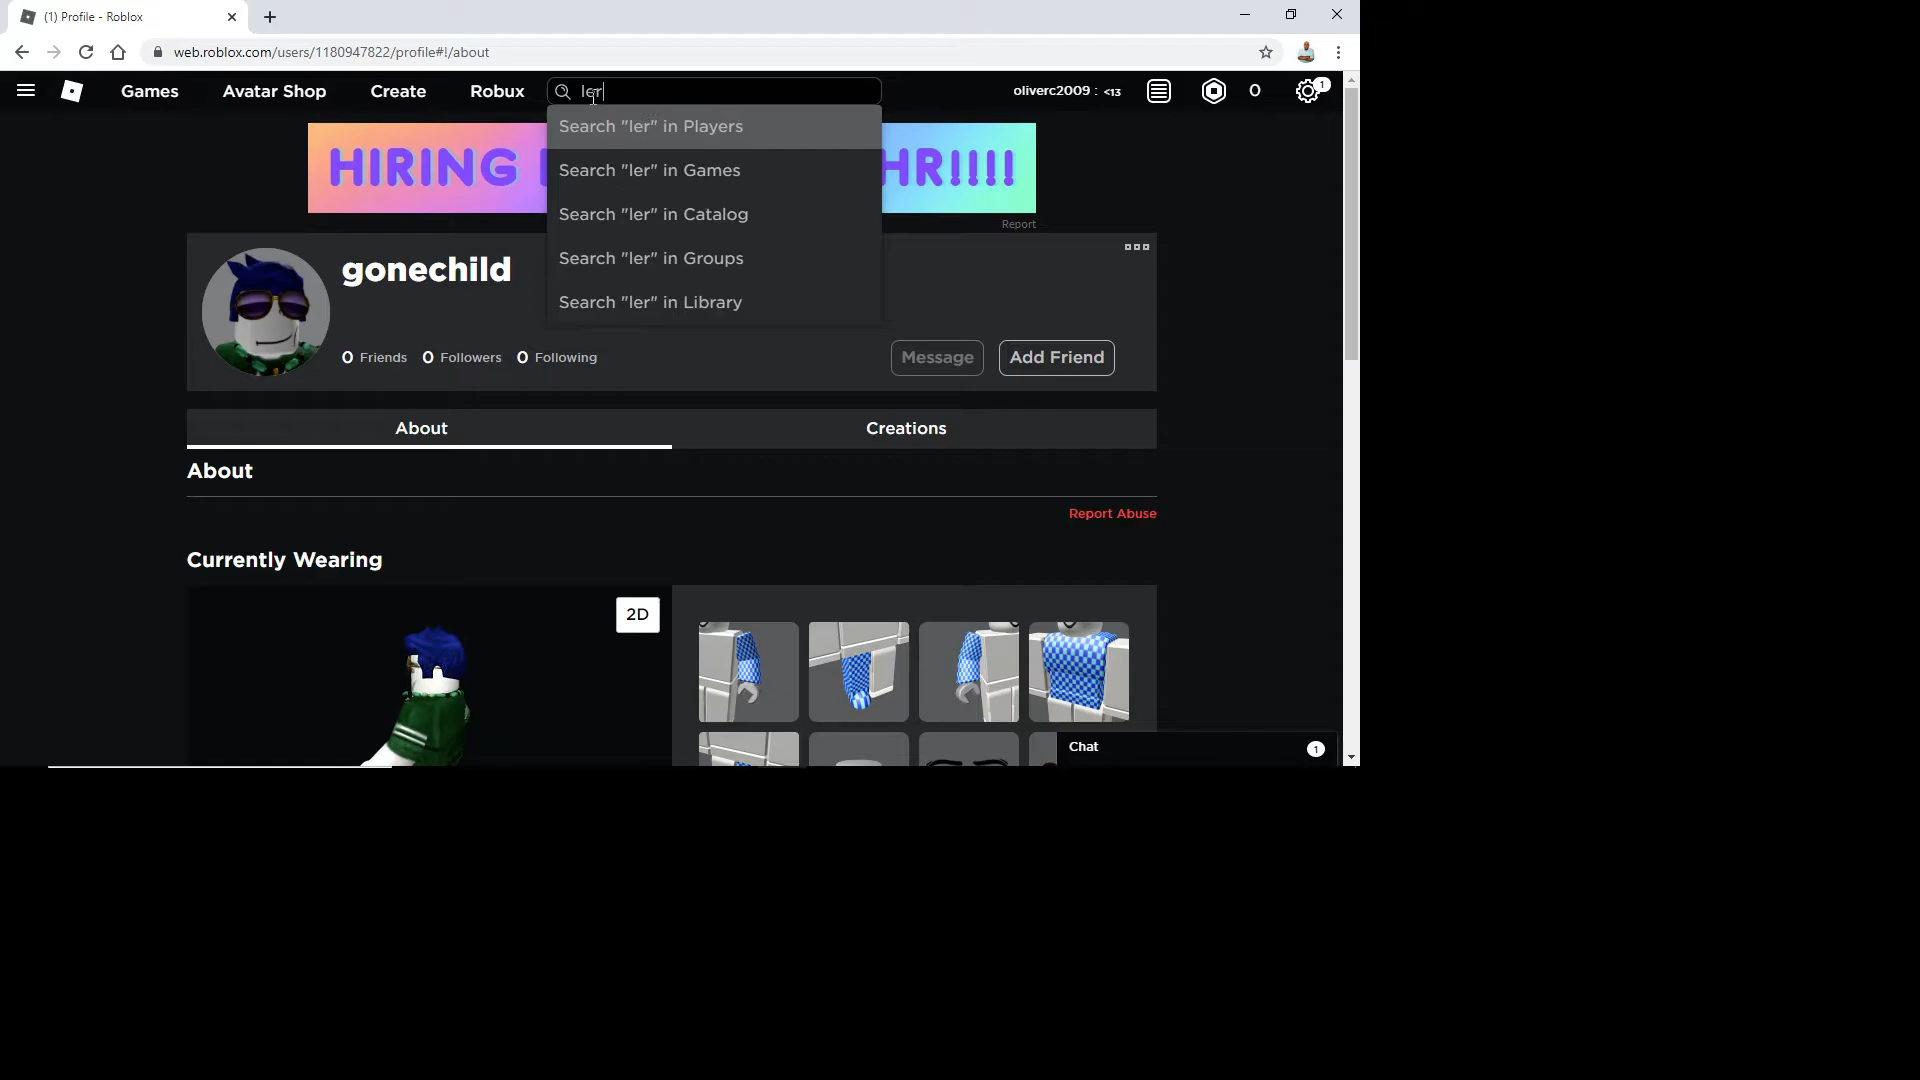 (1) Profile - Roblox
web.roblox.com/users/1180947822/profile#!/about
Games Avatar Shop Create Robux ler oliverc2009 : <13 0 1
Search "ler" in Players
Search "ler" in Games
Search "ler" in Catalog
Search "ler" in Groups
Search "ler" in Library
HIRING HR!!!!
Report
gonechild
0 Friends 0 Followers 0 Following Message Add Friend
About Creations
About
Report Abuse
Currently Wearing
2D
Chat 1